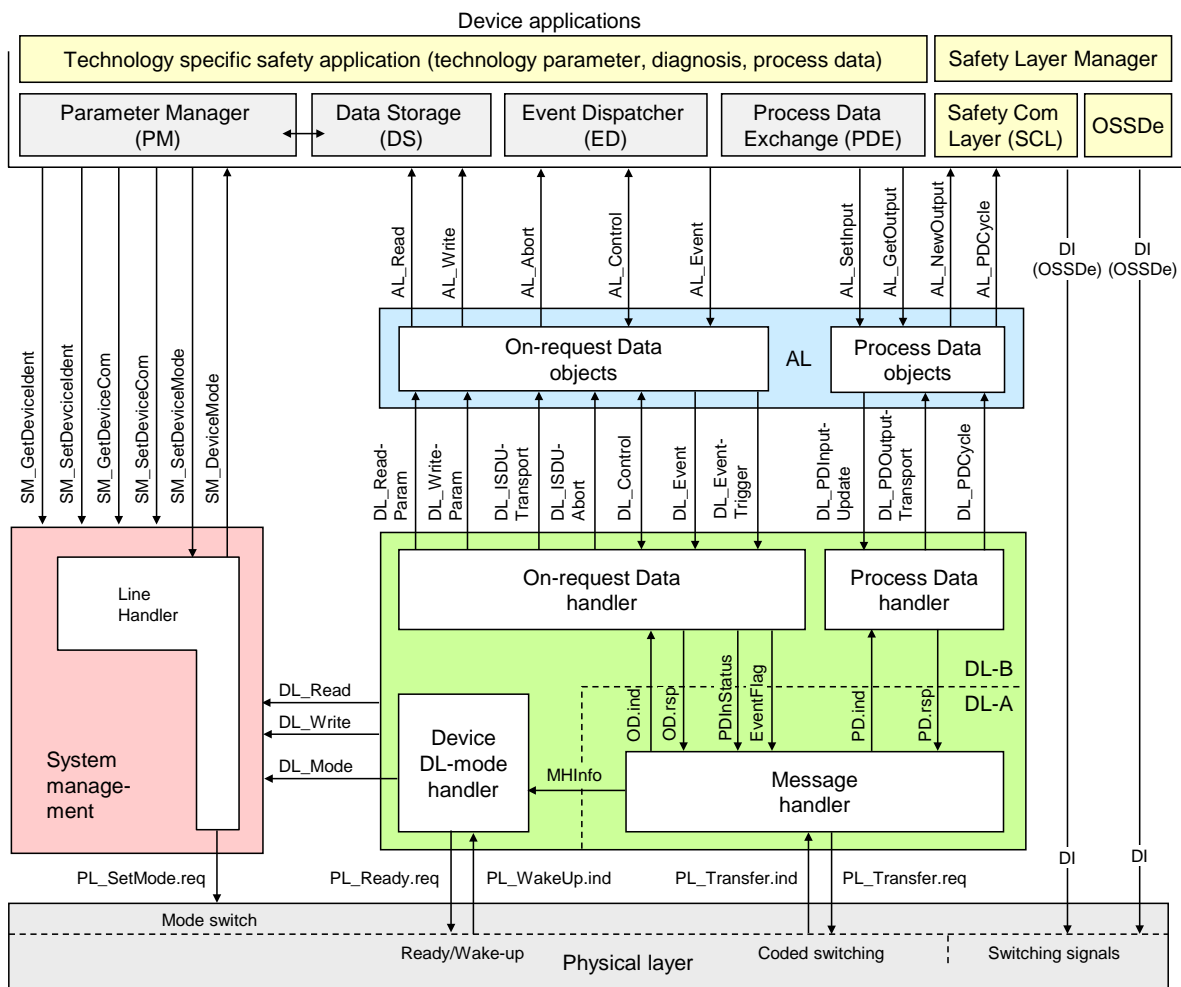 Device applications
Technology specific safety application (technology parameter, diagnosis, process data)
Safety Layer Manager
Parameter Manager
(PM)
Data Storage
(DS)
Event Dispatcher
(ED)
Process Data
Exchange (PDE)
Safety Com
Layer (SCL)
OSSDe
SM_GetDeviceIdent
SM_SetDevciceIdent
SM_GetDeviceCom
SM_SetDeviceCom
SM_SetDeviceMode
SM_DeviceMode
AL_Read
AL_Write
AL_Abort
AL_Control
AL_Event
AL_SetInput
AL_GetOutput
AL_NewOutput
AL_PDCycle
DI
(OSSDe)
DI
(OSSDe)
On-request Data
objects
AL
Process Data
objects
DL_Read-
Param
DL_Write-
Param
DL_ISDU-
Transport
DL_ISDU-
Abort
DL_Control
DL_Event
DL_Event-
Trigger
DL_PDInput-
Update
DL_PDOutput-
Transport
DL_PDCycle
Line
Handler
On-request Data
handler
Process Data
handler
OD.ind
OD.rsp
PDInStatus
EventFlag
PD.ind
PD.rsp
DL-B
DL-A
DL_Read
DL_Write
DL_Mode
System
manage-
ment
Device
DL-mode
handler
MHInfo
Message
handler
DI
DI
PL_SetMode.req
PL_Ready.req
PL_WakeUp.ind
PL_Transfer.ind
PL_Transfer.req
Mode switch
Ready/Wake-up
Physical layer
Coded switching
Switching signals